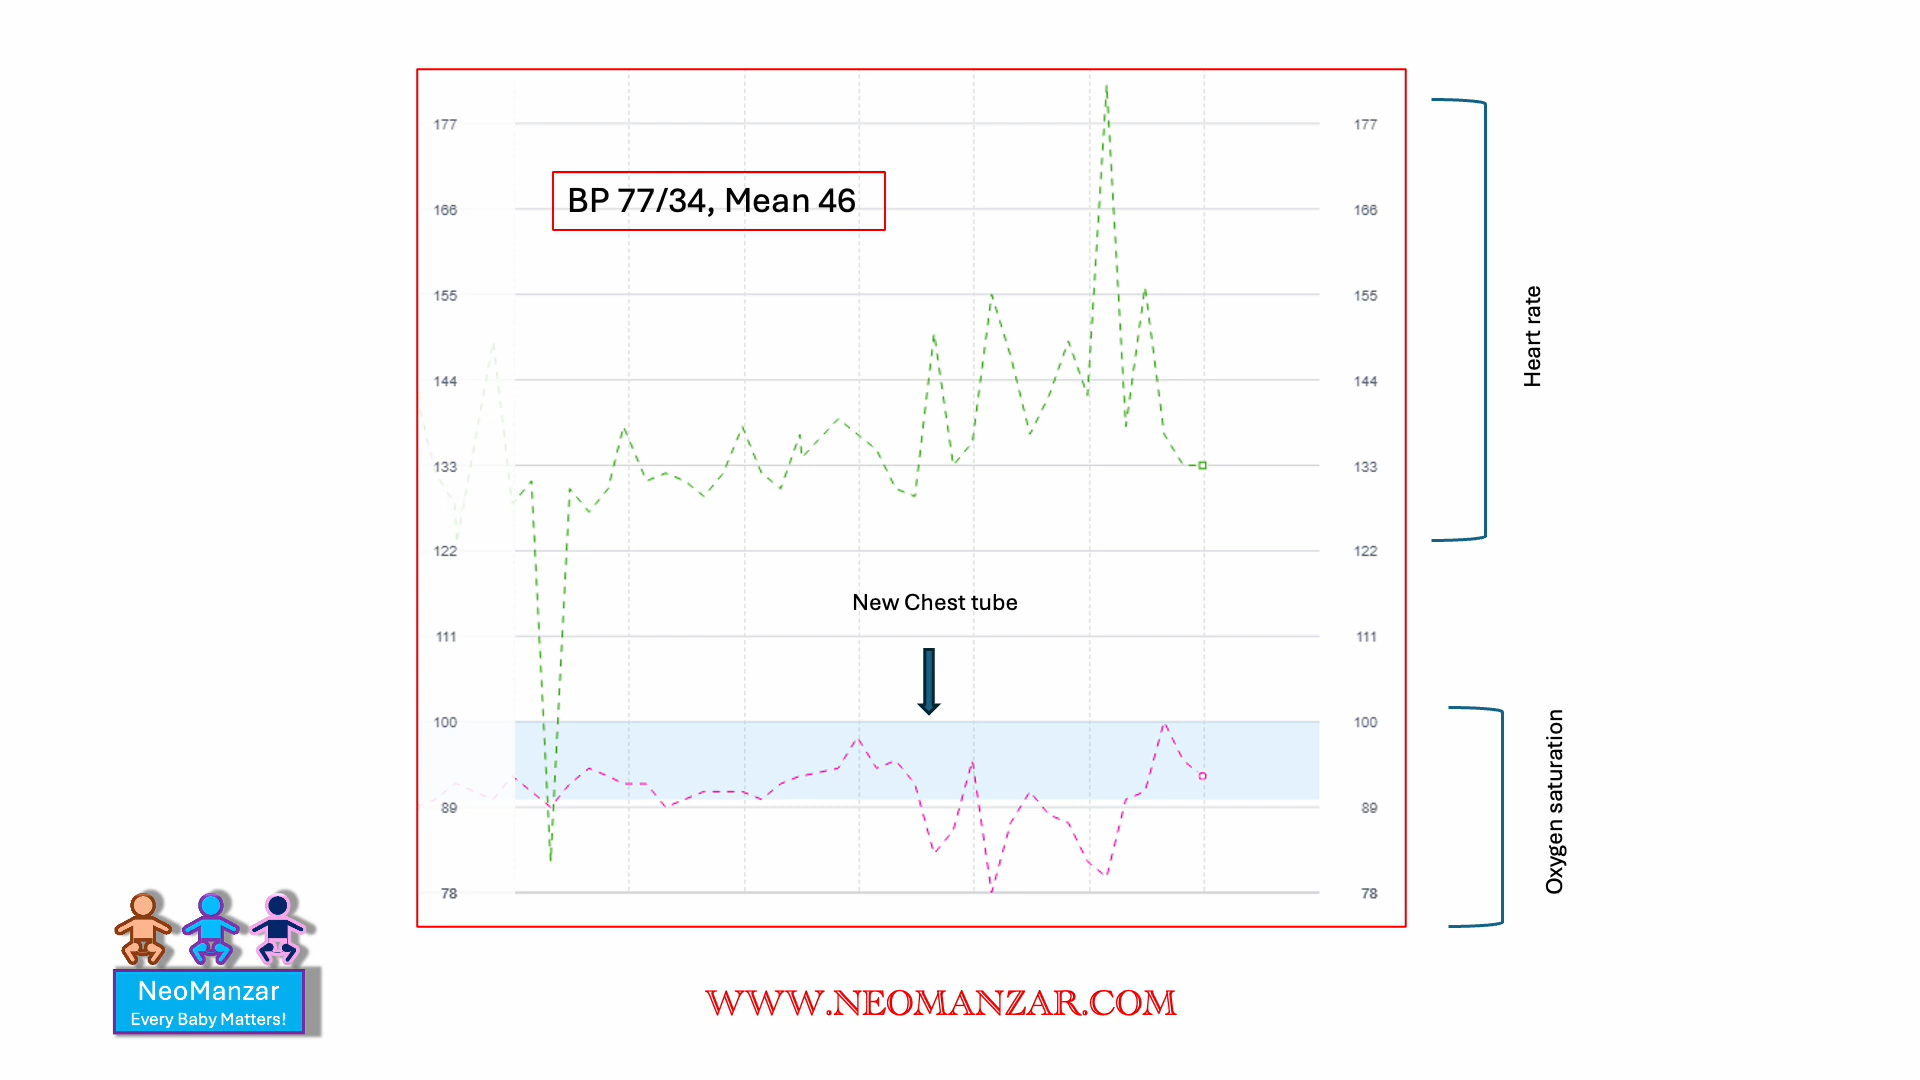 177
177
BP 77/34, Mean 46
166
166
155
155
Heart rate
144
144
133
133
122
122
New Chest tube
111
111
100
100
Oxygen saturation
89
89
78
78
NeoManzar
Every Baby Matters!
WWW.NEOMANZAR.COM